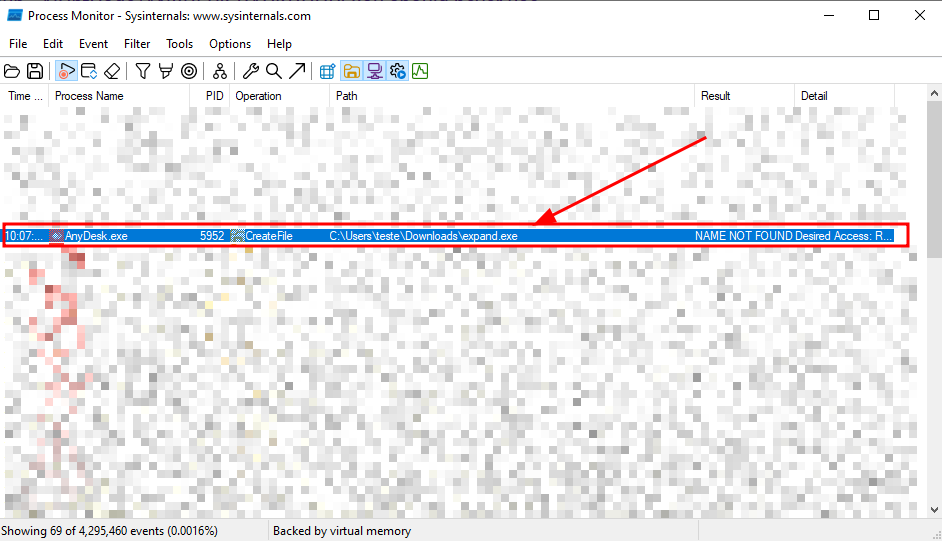 Process Monitor - Sysinternals: www.sysinternals.com
File Edit Event Filter Tools Options Help
Time ... Process Name PID Operation Path Result Detail
10:07:... AnyDesk.exe 5952 CreateFile C:\Users\teste\Downloads\expand.exe NAME NOT FOUND Desired Access: R...
Showing 69 of 4,295,460 events (0.0016%) Backed by virtual memory